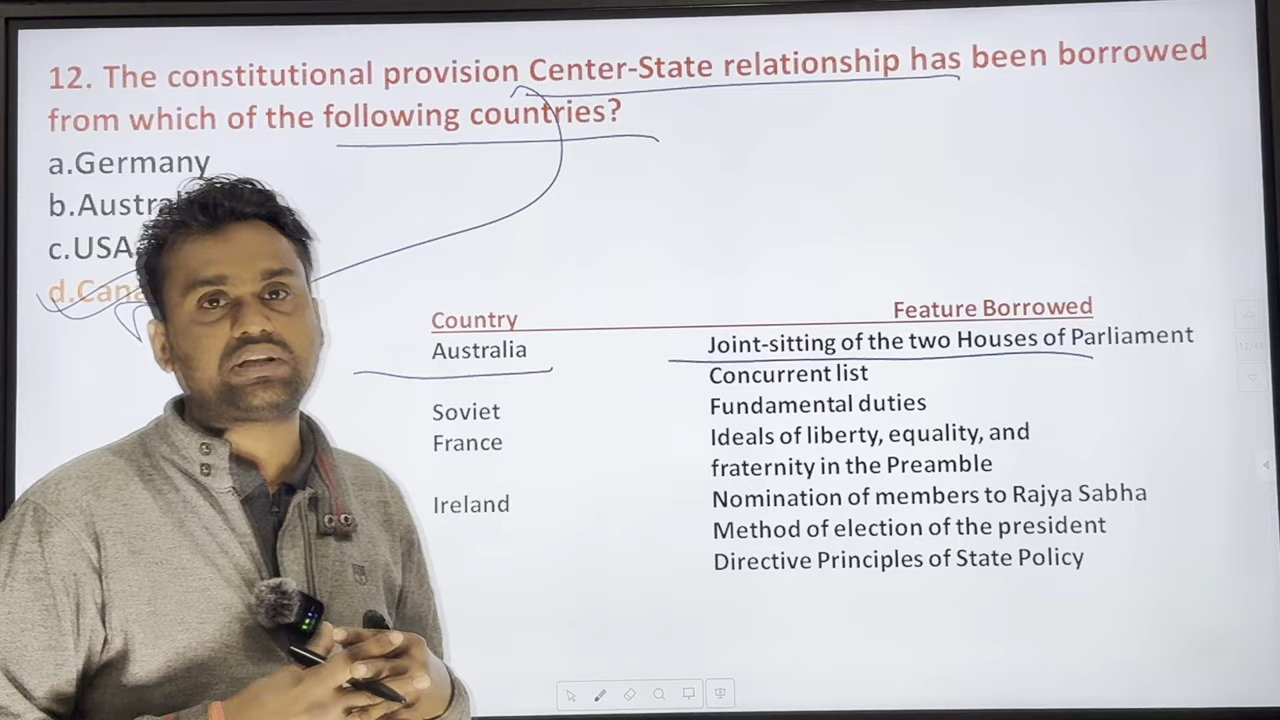 12. The constitutional provision Center-State relationship has been borrowed
from which of the following countries?
a.Germany
b.Austra
c.USA
d.Cana
Country Feature Borrowed
Australia Joint-sitting of the two Houses of Parliament
Concurrent list
Soviet Fundamental duties
France Ideals of liberty, equality, and
fraternity in the Preamble
Ireland Nomination of members to Rajya Sabha
Method of election of the president
Directive Principles of State Policy